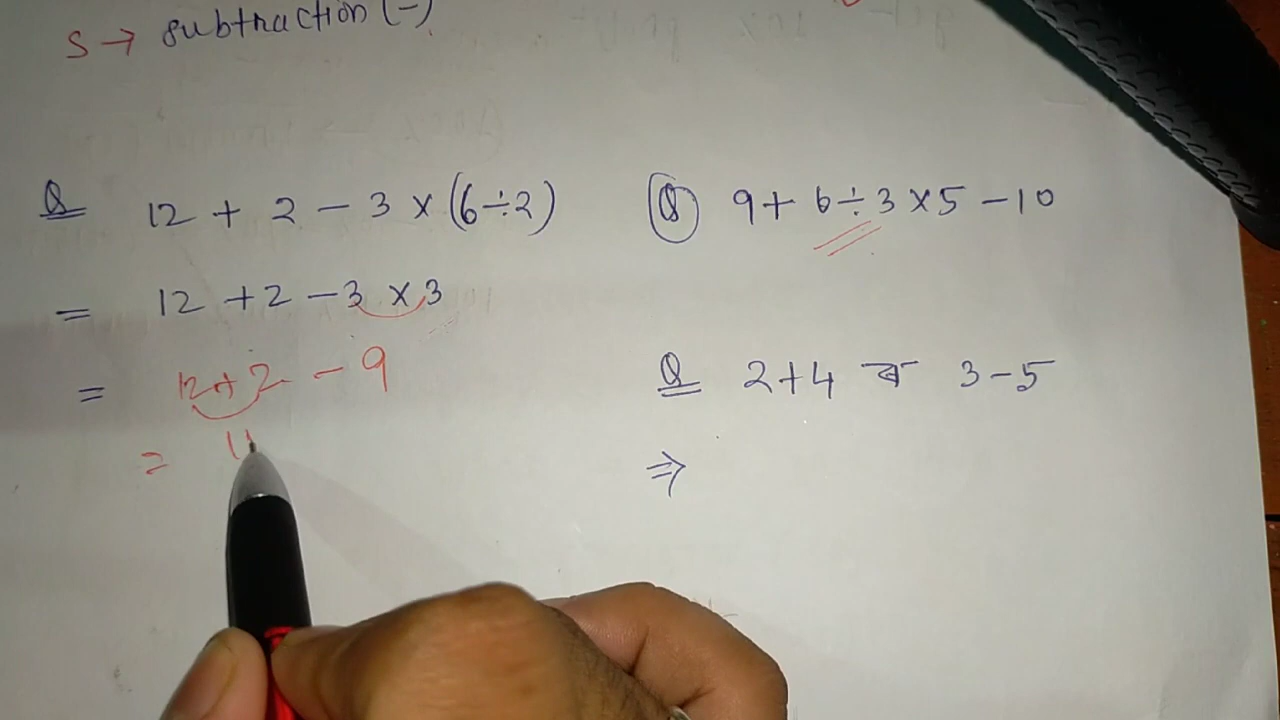 S → subtraction (-)
Q 12 + 2 - 3 × (6÷2)
= 12 + 2 - 3 × 3
= 12 + 2 - 9
=
Q 9 + 6 ÷ 3 × 5 - 10
Q 2 + 4 ब 3 - 5
⇒